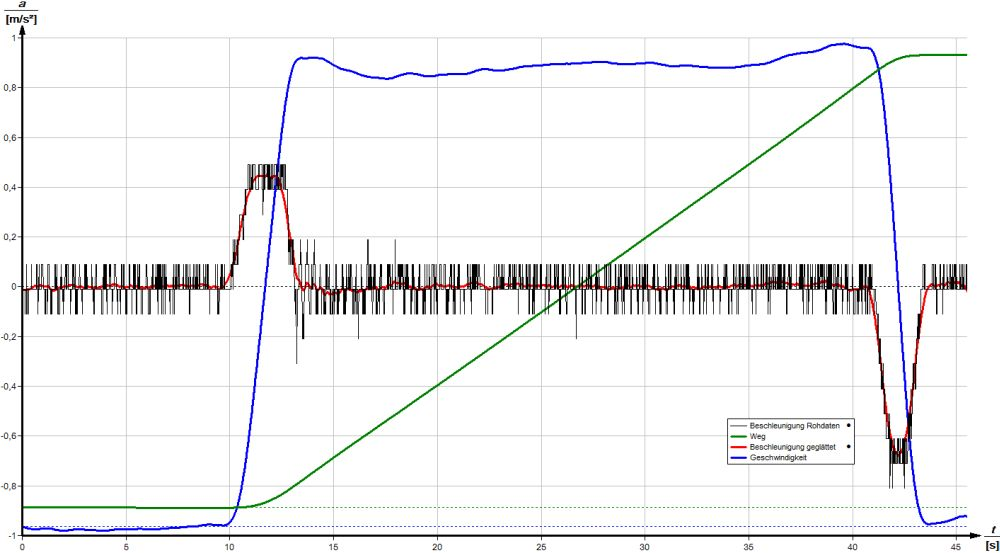 a
[m/s²]
1
0,8
0,6
0,4
0,2
0
-0,2
-0,4
-0,6
-0,8
-1
0 5 10 15 20 25 30 35 40 45
t
[s]
Beschleunigung Rohdaten
Weg
Beschleunigung geglättet
Geschwindigkeit